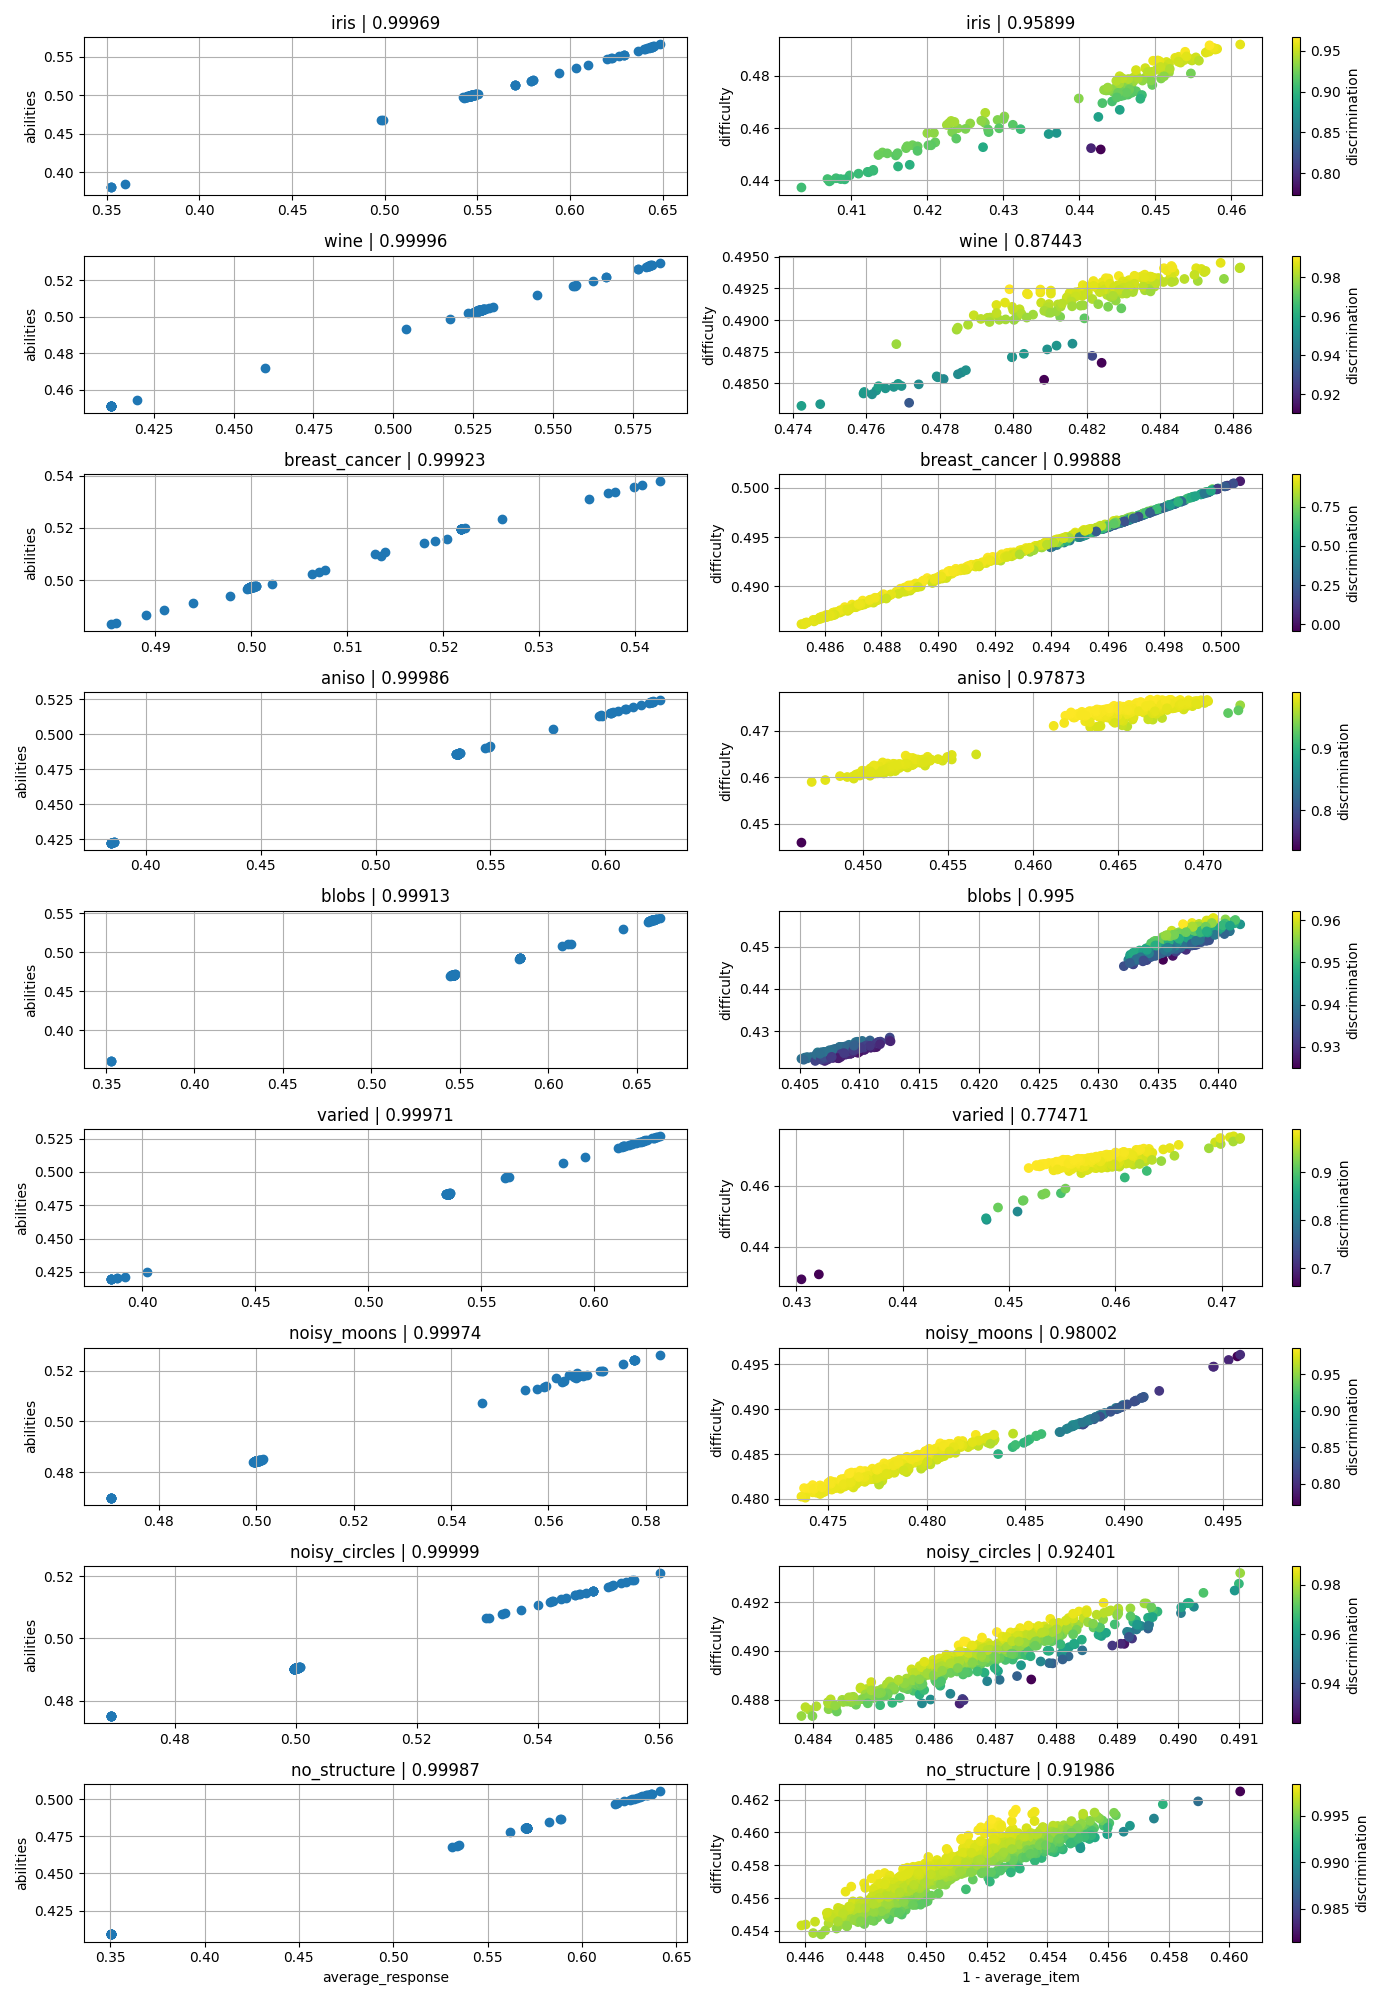 iris | 0.99969
abilities
0.55
0.50
0.45
0.40
0.35 0.40 0.45 0.50 0.55 0.60 0.65
iris | 0.95899
difficulty
0.48
0.46
0.44
0.41 0.42 0.43 0.44 0.45 0.46
0.95
0.90
0.85
0.80
discrimination
wine | 0.99996
abilities
0.52
0.50
0.48
0.46
0.425 0.450 0.475 0.500 0.525 0.550 0.575
wine | 0.87443
difficulty
0.4950
0.4925
0.4900
0.4875
0.4850
0.474 0.476 0.478 0.480 0.482 0.484 0.486
0.98
0.96
0.94
0.92
discrimination
breast_cancer | 0.99923
abilities
0.54
0.52
0.50
0.49 0.50 0.51 0.52 0.53 0.54
breast_cancer | 0.99888
difficulty
0.500
0.495
0.490
0.486 0.488 0.490 0.492 0.494 0.496 0.498 0.500
0.75
0.50
0.25
0.00
discrimination
aniso | 0.99986
abilities
0.525
0.500
0.475
0.450
0.425
0.40 0.45 0.50 0.55 0.60
aniso | 0.97873
difficulty
0.47
0.46
0.45
0.450 0.455 0.460 0.465 0.470
0.9
0.8
discrimination
blobs | 0.99913
abilities
0.55
0.50
0.45
0.40
0.35 0.40 0.45 0.50 0.55 0.60 0.65
blobs | 0.995
difficulty
0.45
0.44
0.43
0.405 0.410 0.415 0.420 0.425 0.430 0.435 0.440
0.96
0.95
0.94
0.93
discrimination
varied | 0.99971
abilities
0.525
0.500
0.475
0.450
0.425
0.40 0.45 0.50 0.55 0.60
varied | 0.77471
difficulty
0.46
0.44
0.43 0.44 0.45 0.46 0.47
0.9
0.8
0.7
discrimination
noisy_moons | 0.99974
abilities
0.52
0.50
0.48
0.48 0.50 0.52 0.54 0.56 0.58
noisy_moons | 0.98002
difficulty
0.495
0.490
0.485
0.480
0.475 0.480 0.485 0.490 0.495
0.95
0.90
0.85
0.80
discrimination
noisy_circles | 0.99999
abilities
0.52
0.50
0.48
0.48 0.50 0.52 0.54 0.56
noisy_circles | 0.92401
difficulty
0.492
0.490
0.488
0.484 0.485 0.486 0.487 0.488 0.489 0.490 0.491
0.98
0.96
0.94
discrimination
no_structure | 0.99987
abilities
0.500
0.475
0.450
0.425
0.35 0.40 0.45 0.50 0.55 0.60 0.65
average_response
no_structure | 0.91986
difficulty
0.462
0.460
0.458
0.456
0.454
0.446 0.448 0.450 0.452 0.454 0.456 0.458 0.460
1 - average_item
0.995
0.990
0.985
discrimination